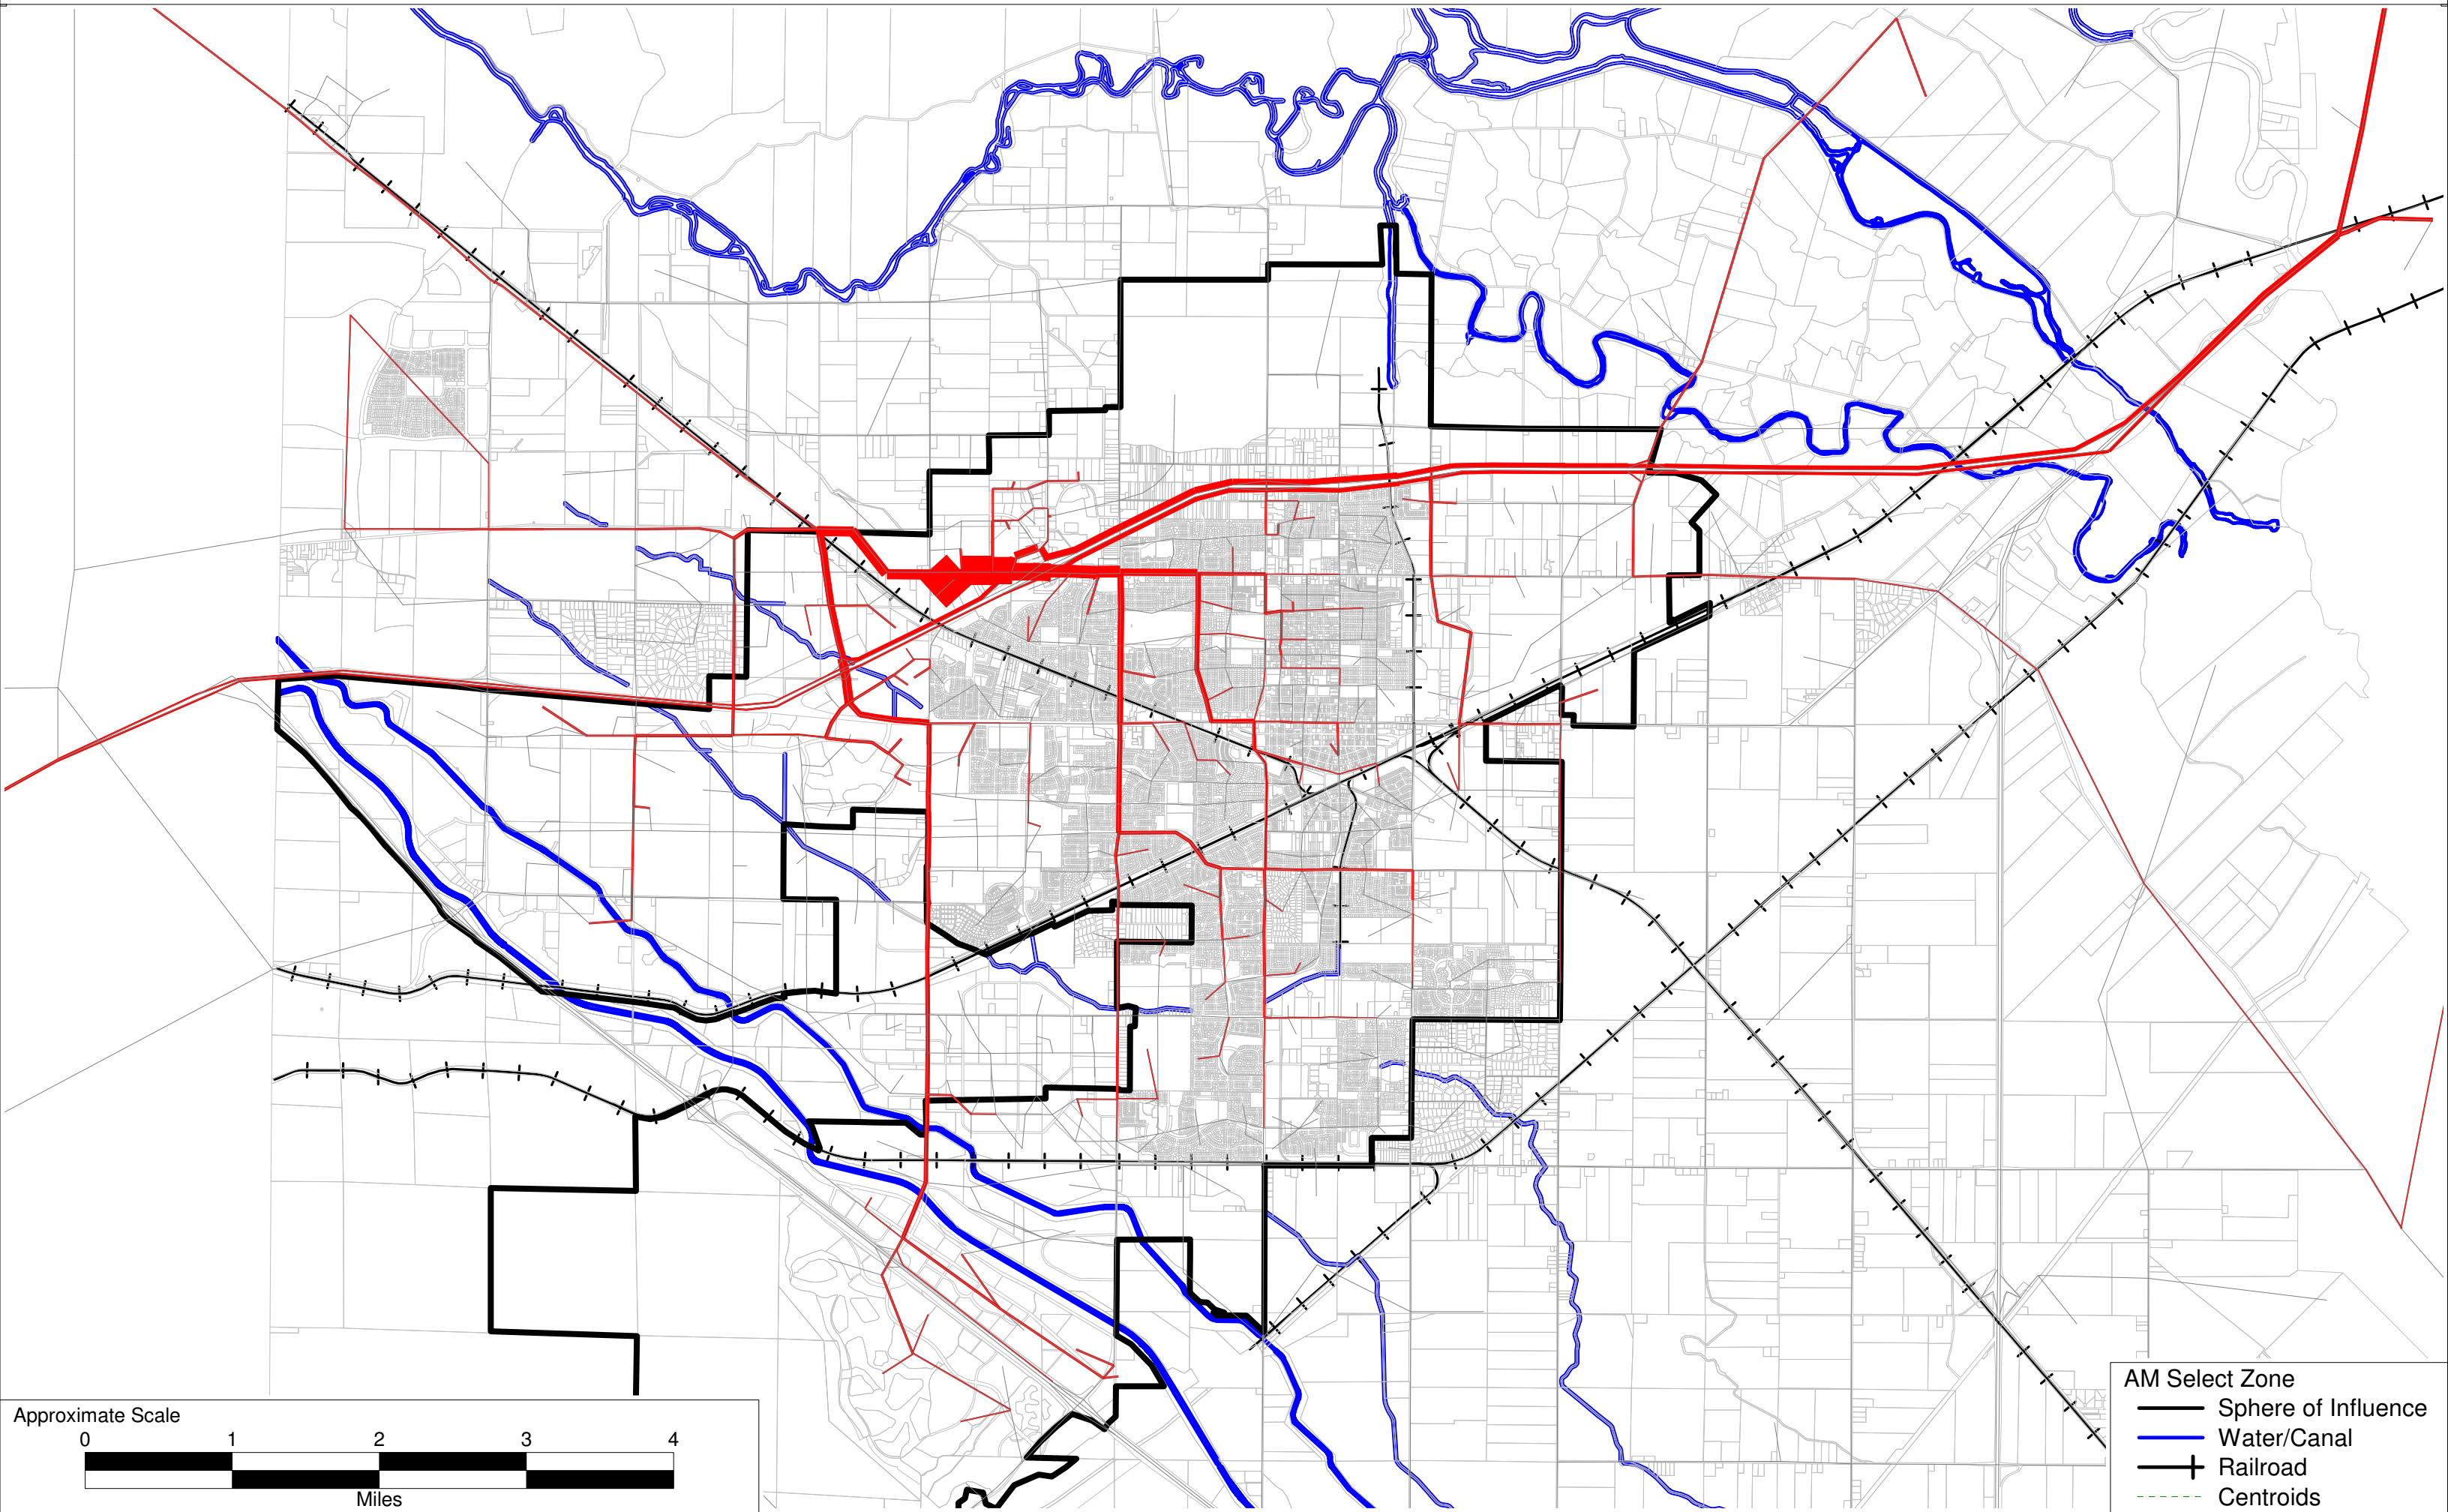 Approximate Scale
0 1 2 3 4
Miles
AM Select Zone
Sphere of Influence
Water/Canal
Railroad
Centroids